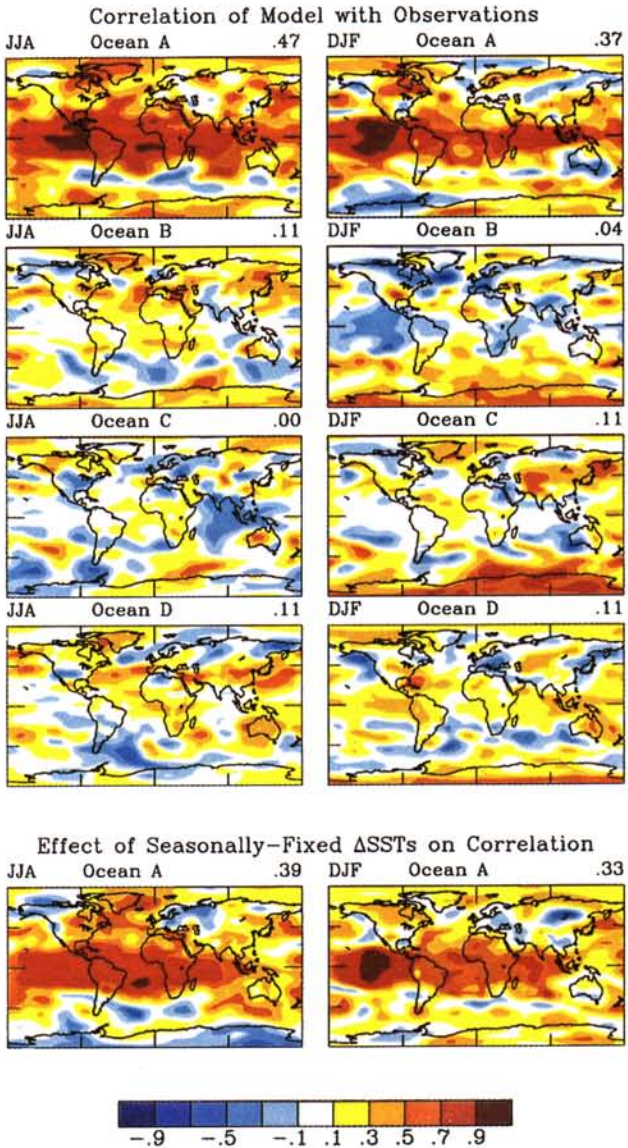 Correlation of Model with Observations
JJA Ocean A .47
DJF Ocean A .37
JJA Ocean B .11
DJF Ocean B .04
JJA Ocean C .00
DJF Ocean C .11
JJA Ocean D .11
DJF Ocean D .11
Effect of Seasonally-Fixed ΔSSTs on Correlation
JJA Ocean A .39
DJF Ocean A .33
-.9 -.5 -.1 .1 .3 .5 .7 .9